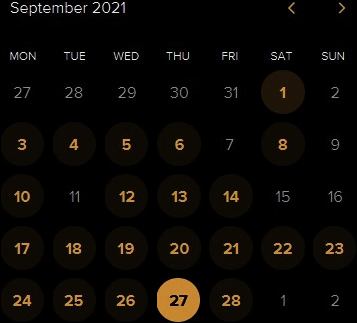 September 2021
MON TUE WED THU FRI SAT SUN
27 28 29 30 31 1 2
3 4 5 6 7 8 9
10 11 12 13 14 15 16
17 18 19 20 21 22 23
24 25 26 27 28 1 2